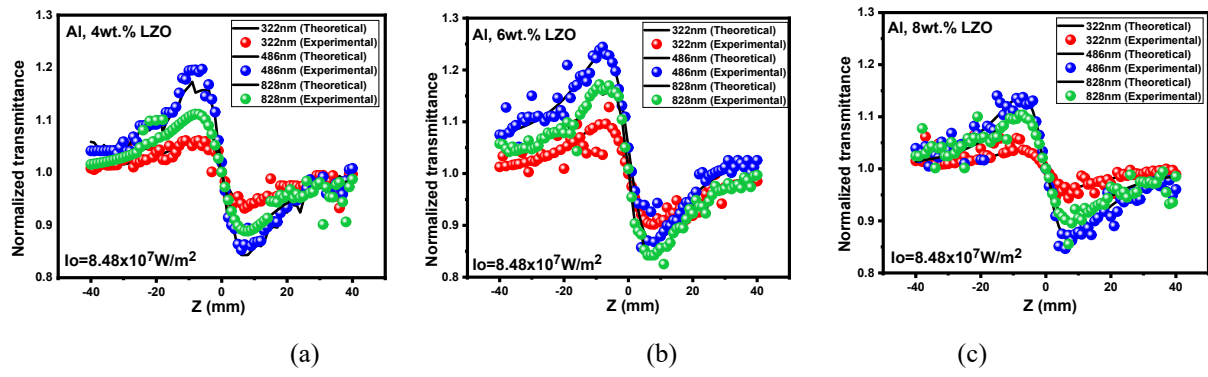 Al, 4wt.% LZO
322nm (Theoretical)
322nm (Experimental)
486nm (Theoretical)
486nm (Experimental)
828nm (Theoretical)
828nm (Experimental)
Normalized transmittance
1.3
1.2
1.1
1.0
0.9
0.8
Io=8.48x10⁷W/m²
-40 -20 0 20 40
Z (mm)
(a)
Al, 6wt.% LZO
322nm (Theoretical)
322nm (Experimental)
486nm (Theoretical)
486nm (Experimental)
828nm (Theoretical)
828nm (Experimental)
Normalized transmittance
1.3
1.2
1.1
1.0
0.9
0.8
Io=8.48x10⁷W/m²
-40 -20 0 20 40
Z (mm)
(b)
Al, 8wt.% LZO
322nm (Theoretical)
322nm (Experimental)
486nm (Theoretical)
486nm (Experimental)
828nm (Theoretical)
828nm (Experimental)
Normalized transmittance
1.3
1.2
1.1
1.0
0.9
0.8
Io=8.48x10⁷W/m²
-40 -20 0 20 40
Z (mm)
(c)